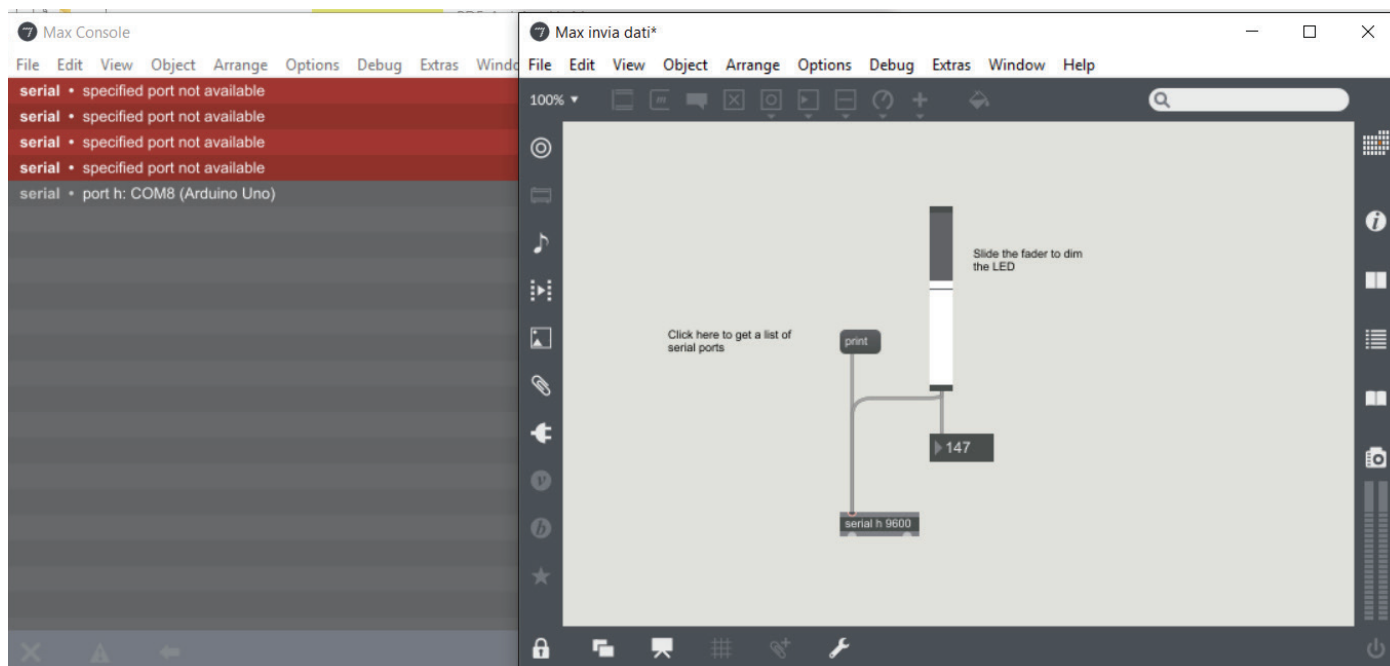 Max Console
File Edit View Object Arrange Options Debug Extras
serial • specified port not available
serial • specified port not available
serial • specified port not available
serial • specified port not available
serial • port h: COM8 (Arduino Uno)
Max invia dati*
File Edit View Object Arrange Options Debug Extras Window Help
100%
Slide the fader to dim
the LED
Click here to get a list of
serial ports
print
147
serial h 9600